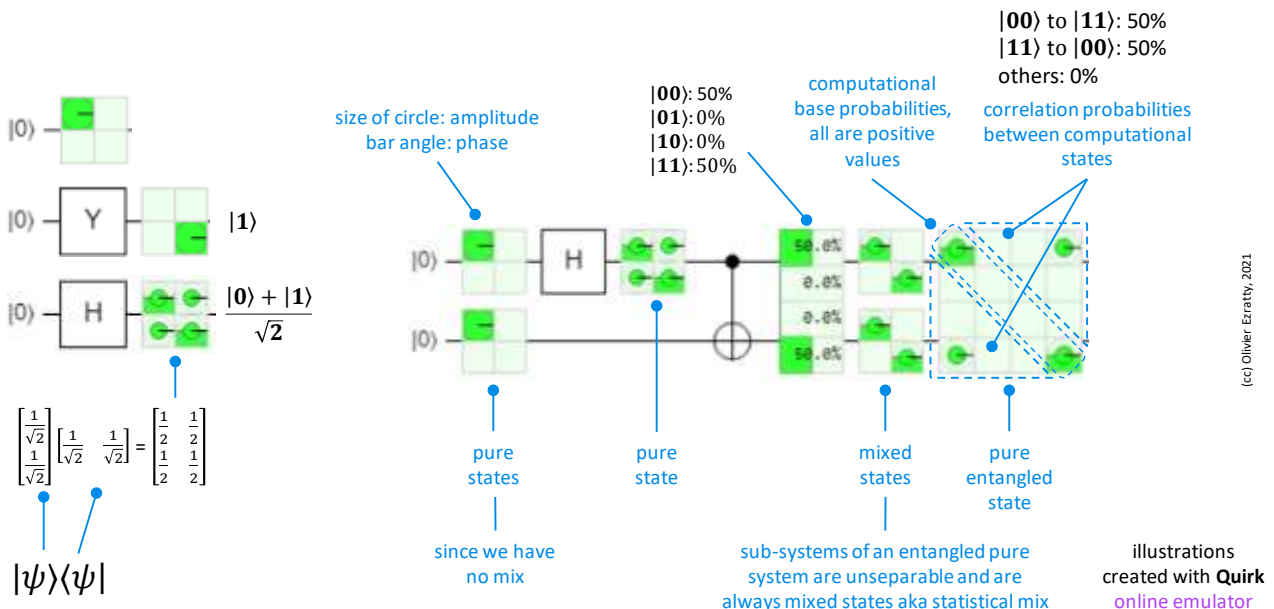 |0⟩
|0⟩ Y |1⟩
|0⟩ H |0⟩ + |1⟩
√2
1/√2
1/√2
[1/√2 1/√2] =
1/2 1/2
1/2 1/2
|ψ⟩⟨ψ|
size of circle: amplitude
bar angle: phase
|00⟩: 50%
|01⟩: 0%
|10⟩: 0%
|11⟩: 50%
computational
base probabilities,
all are positive
values
|00⟩ to |11⟩: 50%
|11⟩ to |00⟩: 50%
others: 0%
correlation probabilities
between computational
states
|0⟩ H
|0⟩
50.0%
0.0%
0.0%
50.0%
pure
states
since we have
no mix
pure
state
mixed
states
sub-systems of an entangled pure
system are unseparable and are
always mixed states aka statistical mix
pure
entangled
state
illustrations
created with Quirk
online emulator
(cc) Olivier Ezratty, 2021